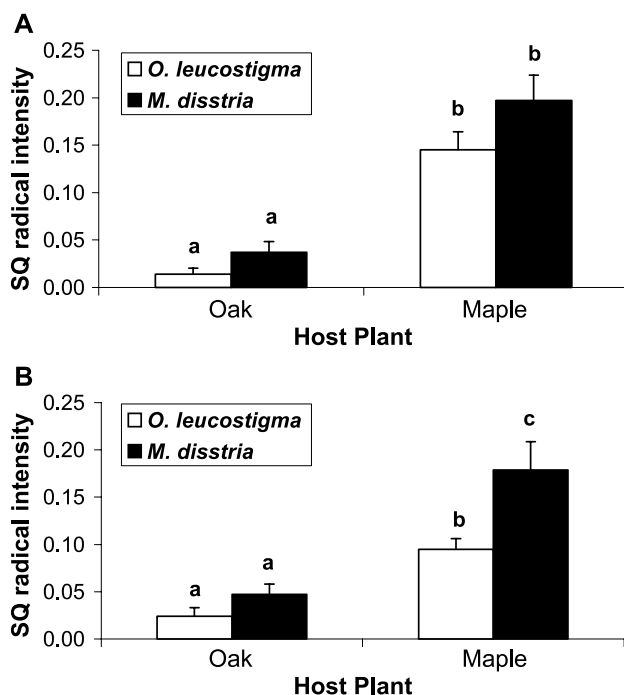 A
SQ radical intensity
0.25
0.20
0.15
0.10
0.05
0.00
O. leucostigma
M. disstria
a
a
b
b
Oak
Maple
Host Plant
B
SQ radical intensity
0.25
0.20
0.15
0.10
0.05
0.00
O. leucostigma
M. disstria
a
a
b
c
Oak
Maple
Host Plant